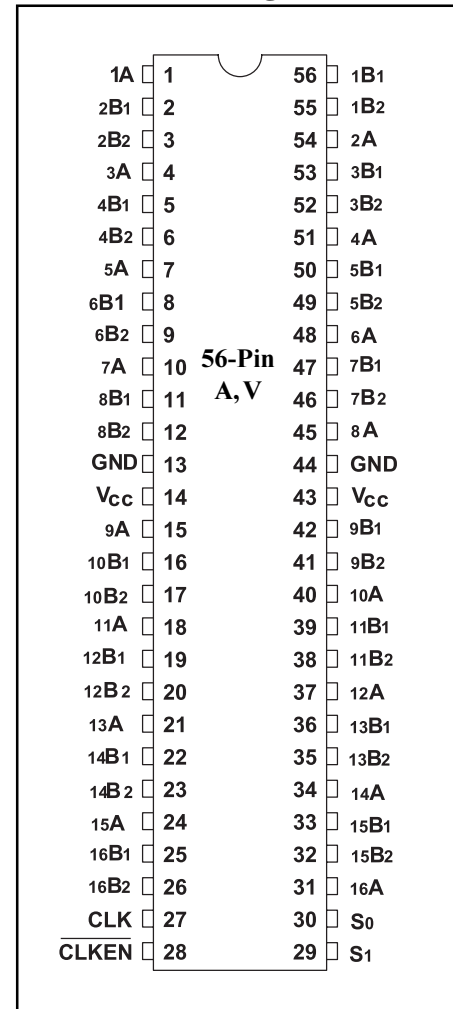 1A 1 56 1B1
2B1 2 55 1B2
2B2 3 54 2A
3A 4 53 3B1
4B1 5 52 3B2
4B2 6 51 4A
5A 7 50 5B1
6B1 8 49 5B2
6B2 9 48 6A
7A 10 56-Pin 47 7B1
8B1 11 A, V 46 7B2
8B2 12 45 8A
GND 13 44 GND
VCC 14 43 VCC
9A 15 42 9B1
10B1 16 41 9B2
10B2 17 40 10A
11A 18 39 11B1
12B1 19 38 11B2
12B2 20 37 12A
13A 21 36 13B1
14B1 22 35 13B2
14B2 23 34 14A
15A 24 33 15B1
16B1 25 32 15B2
16B2 26 31 16A
CLK 27 30 S0
CLKEN 28 29 S1